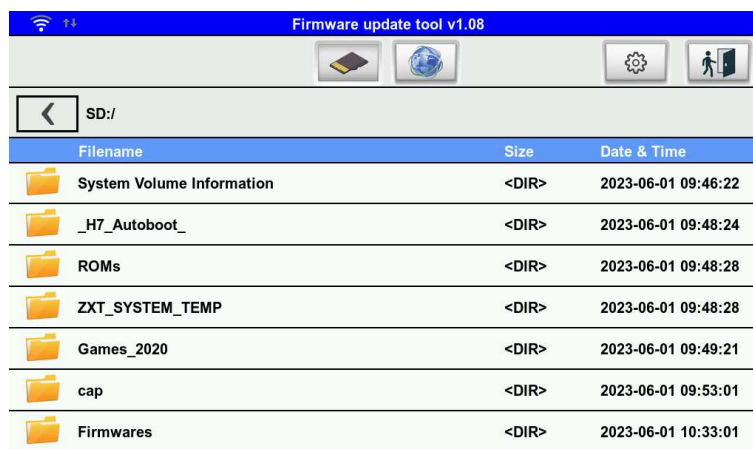 Firmware update tool v1.08
SD:/
Filename Size Date & Time
System Volume Information <DIR> 2023-06-01 09:46:22
_H7_Autoboot_ <DIR> 2023-06-01 09:48:24
ROMs <DIR> 2023-06-01 09:48:28
ZXT_SYSTEM_TEMP <DIR> 2023-06-01 09:48:28
Games_2020 <DIR> 2023-06-01 09:49:21
cap <DIR> 2023-06-01 09:53:01
Firmwares <DIR> 2023-06-01 10:33:01